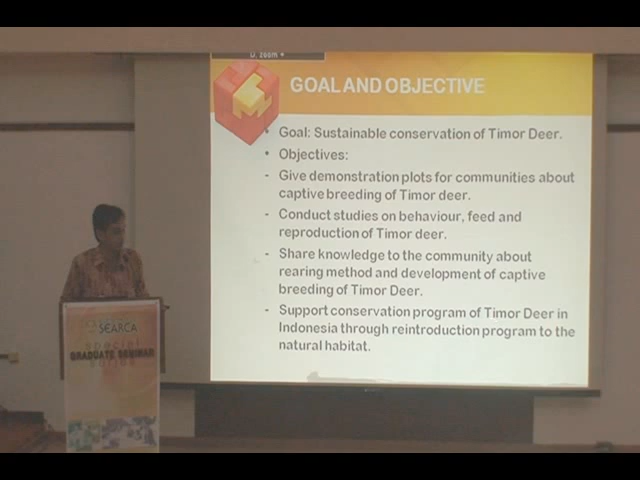 D. zoom +
GOAL AND OBJECTIVE
• Goal: Sustainable conservation of Timor Deer.
• Objectives:
- Give demonstration plots for communities about
captive breeding of Timor deer.
- Conduct studies on behaviour, feed and
reproduction of Timor deer.
- Share knowledge to the community about
rearing method and development of captive
breeding of Timor Deer.
- Support conservation program of Timor Deer in
Indonesia through reintroduction program to the
natural habitat.
SEARCA
special
GRADUATE SEMINAR
series